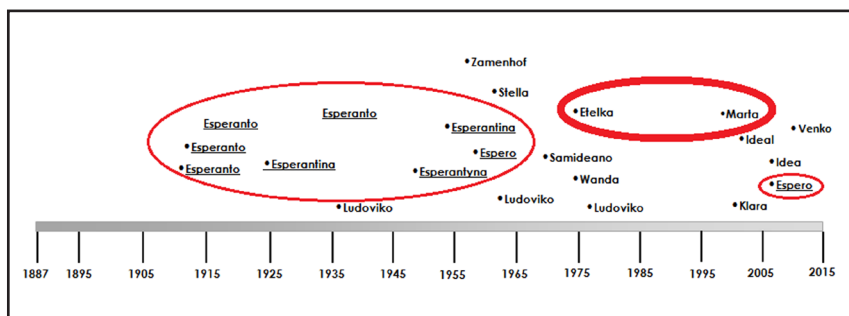 Zamenhof
Stella
Esperanto
Esperanto
Etelka
Marta
Esperantina
Venko
Esperanto
Ideal
Espero
Samideano
Idea
Esperanto
Esperantina
Esperantyna
Wanda
Espero
Ludoviko
Ludoviko
Ludoviko
Klara
1887 1895 1905 1915 1925 1935 1945 1955 1965 1975 1985 1995 2005 2015